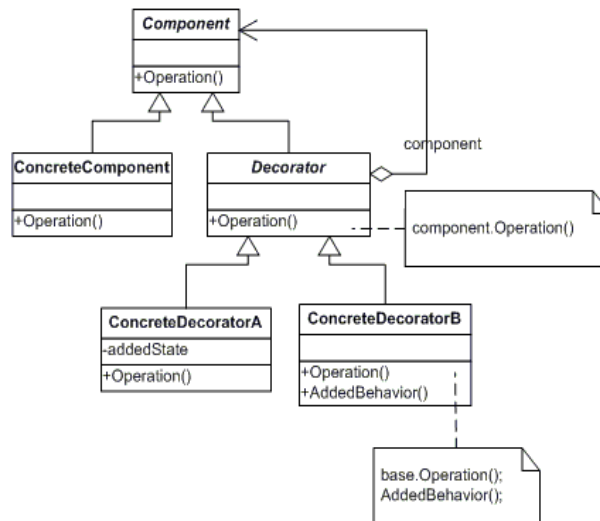 Component
+Operation()
component
ConcreteComponent
+Operation()
Decorator
+Operation()
component.Operation()
ConcreteDecoratorA
-addedState
+Operation()
ConcreteDecoratorB
+Operation()
+AddedBehavior()
base.Operation();
AddedBehavior();